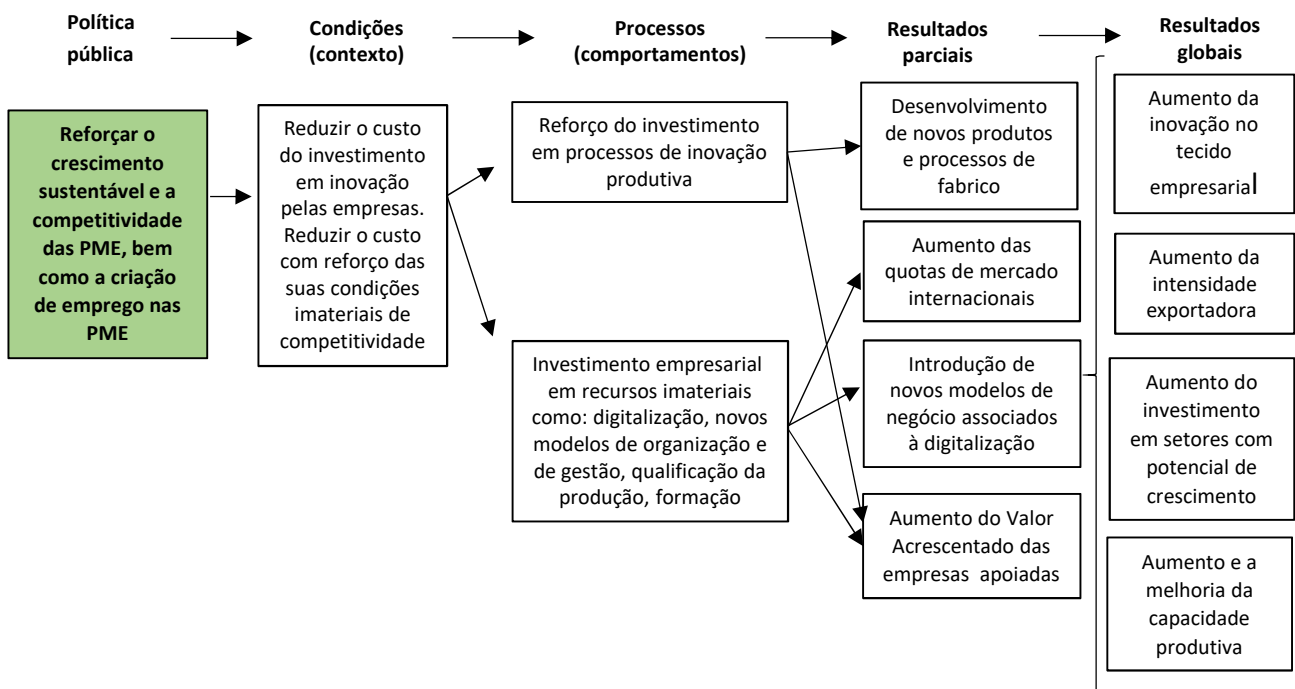 Política
pública
Condições
(contexto)
Processos
(comportamentos)
Resultados
parciais
Resultados
globais
Reforçar o
crescimento
sustentável e a
competitividade
das PME, bem
como a criação
de emprego nas
PME
Reduzir o custo
do investimento
em inovação
pelas empresas.
Reduzir o custo
com reforço das
suas condições
imateriais de
competitividade
Reforço do investimento
em processos de inovação
produtiva
Investimento empresarial
em recursos imateriais
como: digitalização, novos
modelos de organização e
de gestão, qualificação da
produção, formação
Desenvolvimento
de novos produtos
e processos de
fabrico
Aumento das
quotas de mercado
internacionais
Introdução de
novos modelos de
negócio associados
à digitalização
Aumento do Valor
Acrescentado das
empresas apoiadas
Aumento da
inovação no
tecido
empresarial
Aumento da
intensidade
exportadora
Aumento do
investimento
em setores com
potencial de
crescimento
Aumento e a
melhoria da
capacidade
produtiva